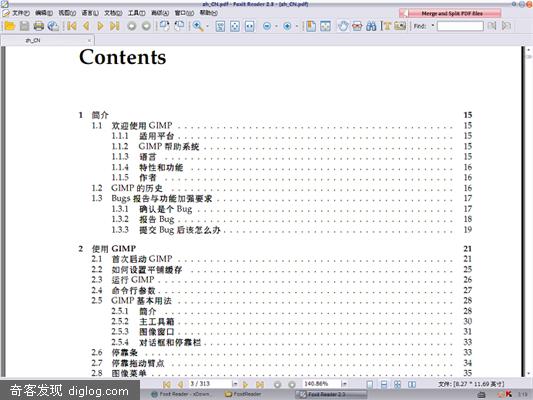 zh_CN.pdf - Foxit Reader 2.3 - [zh_CN.pdf]
文件(F) 编辑(E) 视图(V) 语言(L) 文档(D) 工具(T) 高级(A) 窗口(W) 帮助(H)
Merge and Split PDF files
Find:
zh_CN
Contents
1 简介 15
1.1 欢迎使用 GIMP 15
1.1.1 适用平台 15
1.1.2 GIMP 帮助系统 15
1.1.3 语言 15
1.1.4 特性和功能 16
1.1.5 作者 16
1.2 GIMP 的历史 16
1.3 Bugs 报告与功能加强要求 17
1.3.1 确认是个 Bug 17
1.3.2 报告 Bug 18
1.3.3 提交 Bug 后该怎么办 19
2 使用 GIMP 21
2.1 首次启动 GIMP 21
2.2 如何设置平铺缓存 25
2.3 运行 GIMP 26
2.4 命令行参数 27
2.5 GIMP 基本用法 28
2.5.1 简介 28
2.5.2 主工具箱 30
2.5.3 图像窗口 31
2.5.4 对话框和停靠栏 33
2.6 停靠条 33
2.7 停靠拖动臂点 34
2.8 图像菜单 35
3 / 313
140.86%
文件: [8.27 * 11.69 英寸]
奇客发现 diglog.com
Foxit Reader - xDown...
FoxitReader
Foxit Reader 2.3